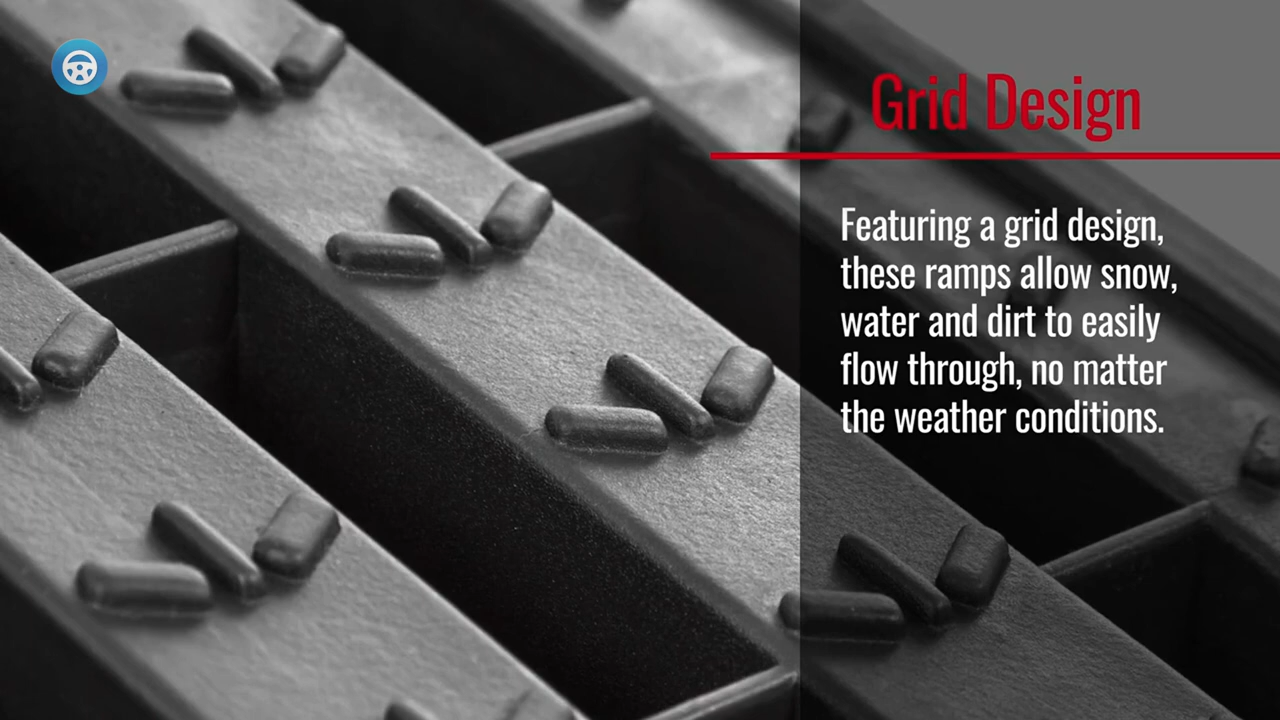 Grid Design
Featuring a grid design,
these ramps allow snow,
water and dirt to easily
flow through, no matter
the weather conditions.